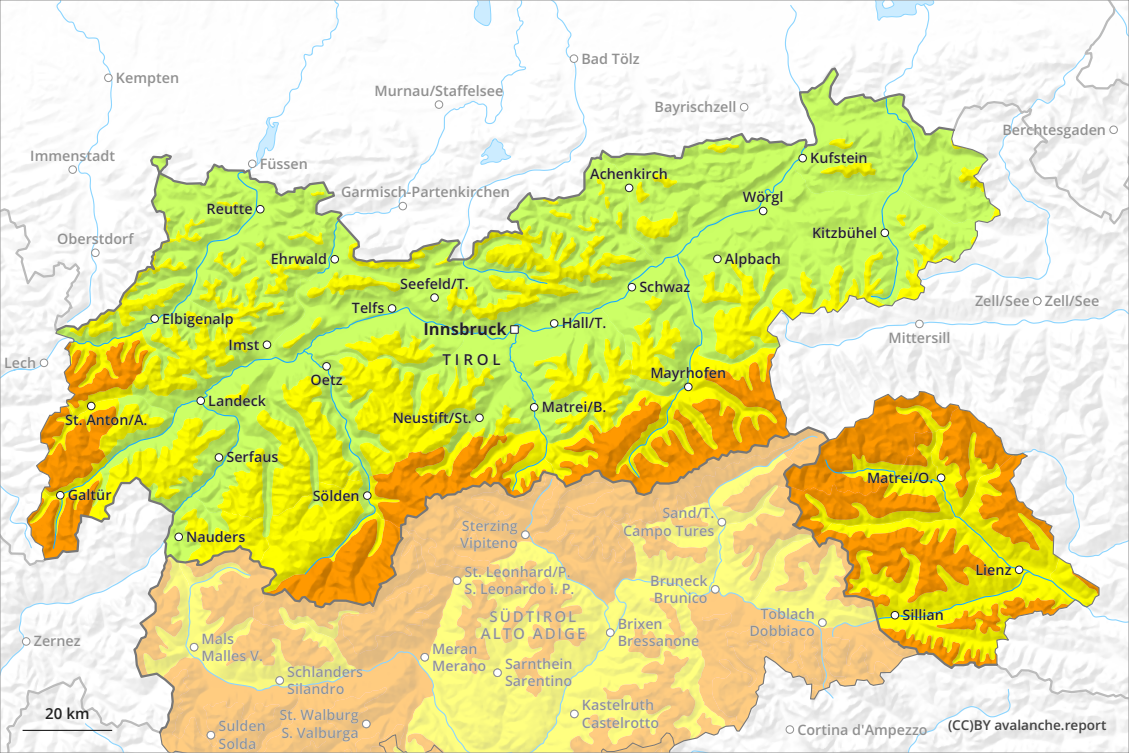 Kempten
Bad Tölz
Murnau/Staffelsee
Bayrischzell
Berchtesgaden
Immenstadt
Füssen
Kufstein
Achenkirch
Garmisch-Partenkirchen
Wörgl
Reutte
Kitzbühel
Oberstdorf
Ehrwald
Alpbach
Seefeld/T.
Schwaz
Zell/See
Zell/See
Telfs
Elbigenalp
Innsbruck
Hall/T.
Mittersill
Imst
TIROL
Lech
Oetz
Mayrhofen
Landeck
Matrei/B.
St. Anton/A.
Neustift/St.
Serfaus
Matrei/O.
Galtür
Sölden
Sand/T.
Campo Tures
Sterzing
Vipiteno
Nauders
St. Leonhard/P.
S. Leonardo i. P.
Lienz
Bruneck
Brunico
SÜDTIROL
ALTO ADIGE
Toblach
Dobbiaco
Sillian
Brixen
Bressanone
Zernez
Mals
Malles V.
Meran
Merano
Sarnthein
Sarentino
Schlanders
Silandro
Kastelruth
Castelrotto
20 km
St. Walburg
S. Valburga
Sulden
Solda
Cortina d'Ampezzo
(CC)BY avalanche.report